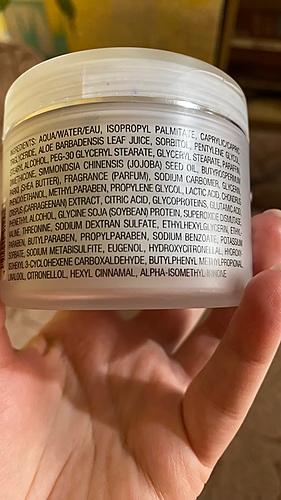 INGREDIENTS: AQUA/WATER/EAU, ISOPROPYL PALMITATE, CAPRYLIC/CAPRIC
TRIGLYCERIDE, ALOE BARBADENSIS LEAF JUICE, SORBITOL, PENTYLENE GLYCOL,
STEARYL ALCOHOL, PEG-30 GLYCERYL STEARATE, GLYCERYL STEARATE, PARAFFIN,
DIMETHICONE, SIMMONDSIA CHINENSIS (JOJOBA) SEED OIL, BUTYROSPERMUM
PARKII (SHEA BUTTER), FRAGRANCE (PARFUM), SODIUM CARBOMER, GLYCERIN,
PHENOXYETHANOL, METHYLPARABEN, PROPYLENE GLYCOL, LACTIC ACID, CHONDRUS
CRISPUS (CARRAGEENAN) EXTRACT, CITRIC ACID, GLYCOPROTEINS, GLUTAMIC ACID,
PHENETHYL ALCOHOL, GLYCINE SOJA (SOYBEAN) PROTEIN, SUPEROXIDE DISMUTASE,
THREONINE, SODIUM DEXTRAN SULFATE, ETHYLHEXYLGLYCERIN, ETHYL-
PARABEN, BUTYLPARABEN, PROPYLPARABEN, SODIUM BENZOATE, POTASSIUM
SORBATE, SODIUM METABISULFITE, EUGENOL, HYDROXYCITRONELLAL, HYDROXY-
3-CYCLOHEXENE CARBOXALDEHYDE, BUTYLPHENYL METHYLPROPIONAL,
LINALOOL, CITRONELLOL, HEXYL CINNAMAL, ALPHA-ISOMETHYL-IONONE